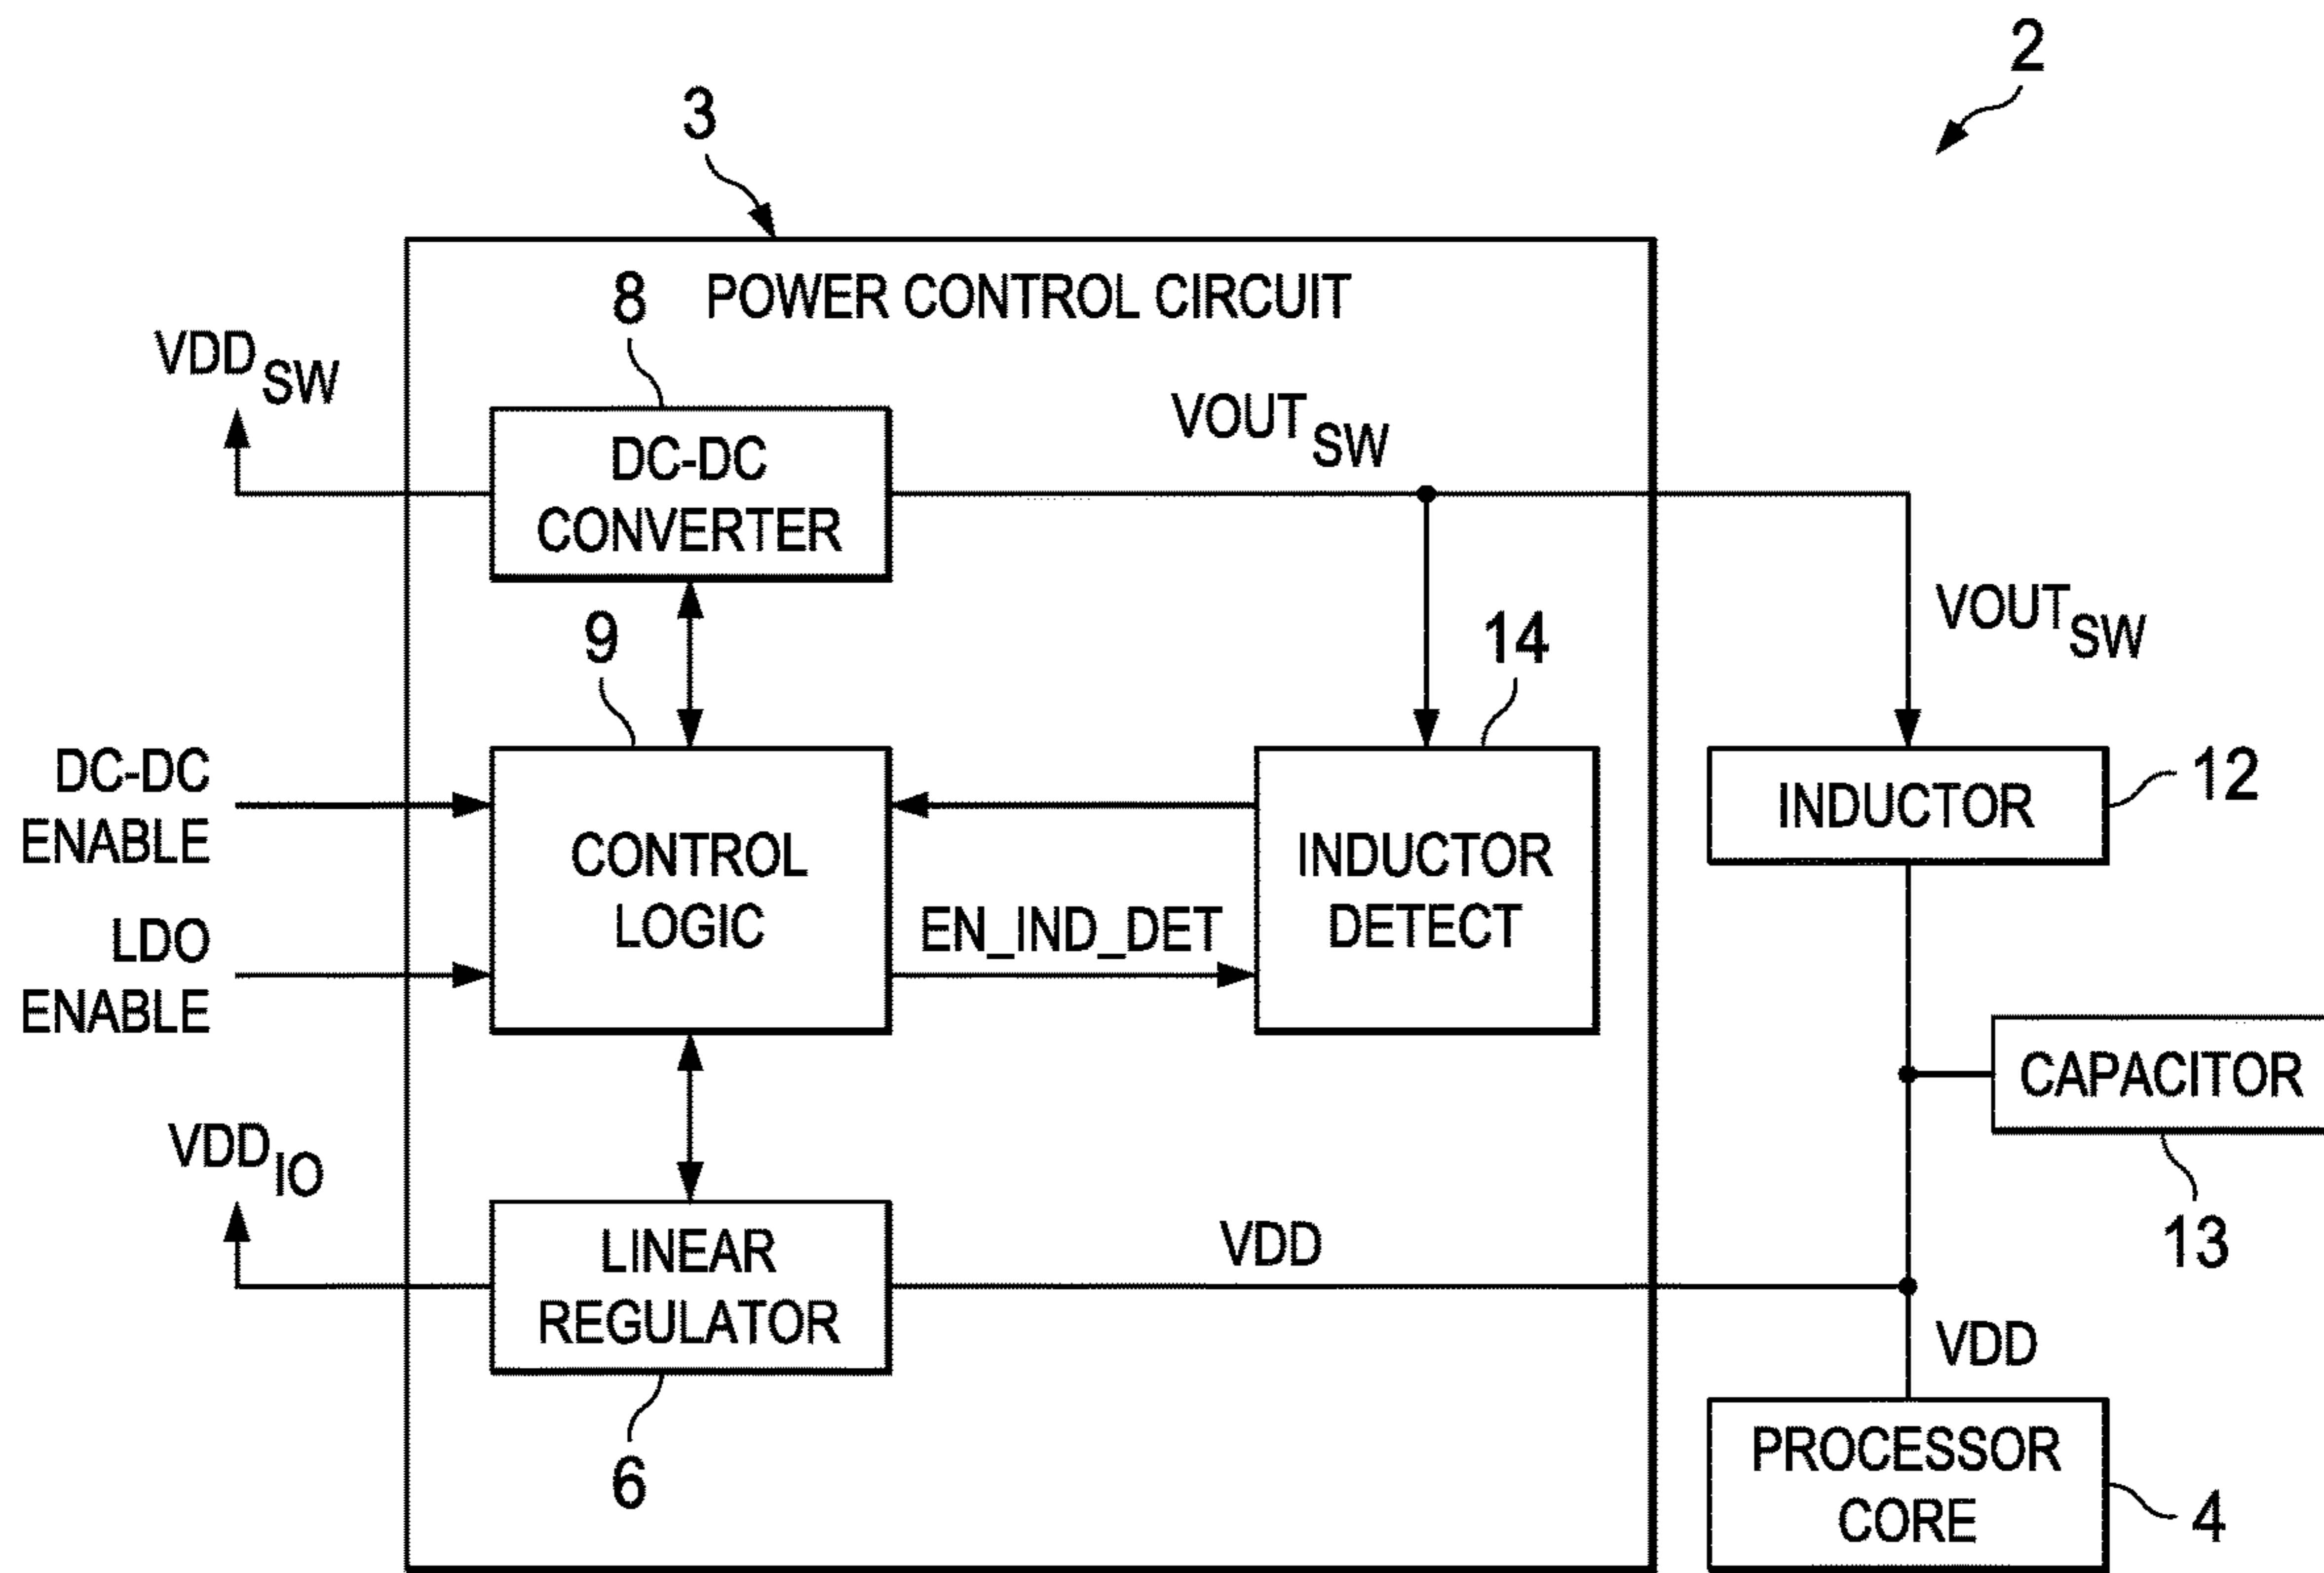 2
3
POWER CONTROL CIRCUIT
8
VDD SW
DC-DC
CONVERTER
VOUT SW
VOUT SW
9
14
DC-DC
ENABLE
LDO
ENABLE
CONTROL
LOGIC
EN_IND_DET
INDUCTOR
DETECT
INDUCTOR
12
CAPACITOR
13
VDD IO
LINEAR
REGULATOR
6
VDD
VDD
PROCESSOR
CORE
4